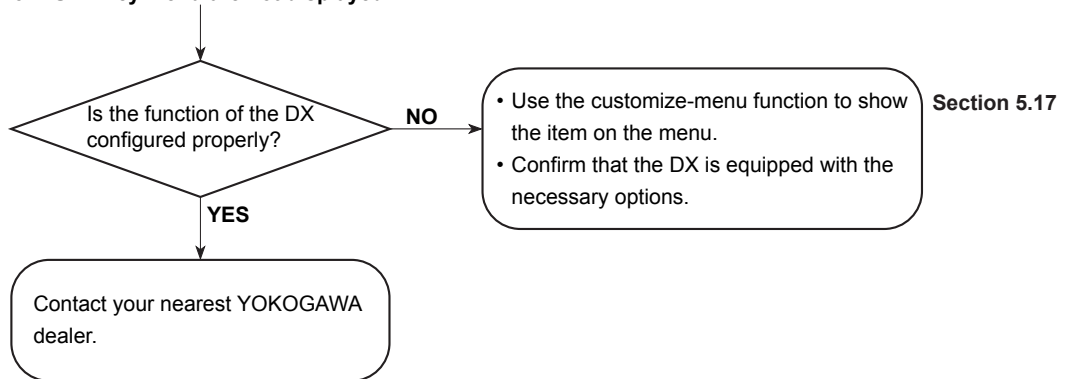 Is the function of the DX
configured properly?
NO
• Use the customize-menu function to show
the item on the menu.
• Confirm that the DX is equipped with the
necessary options.
Section 5.17
YES
Contact your nearest YOKOGAWA
dealer.